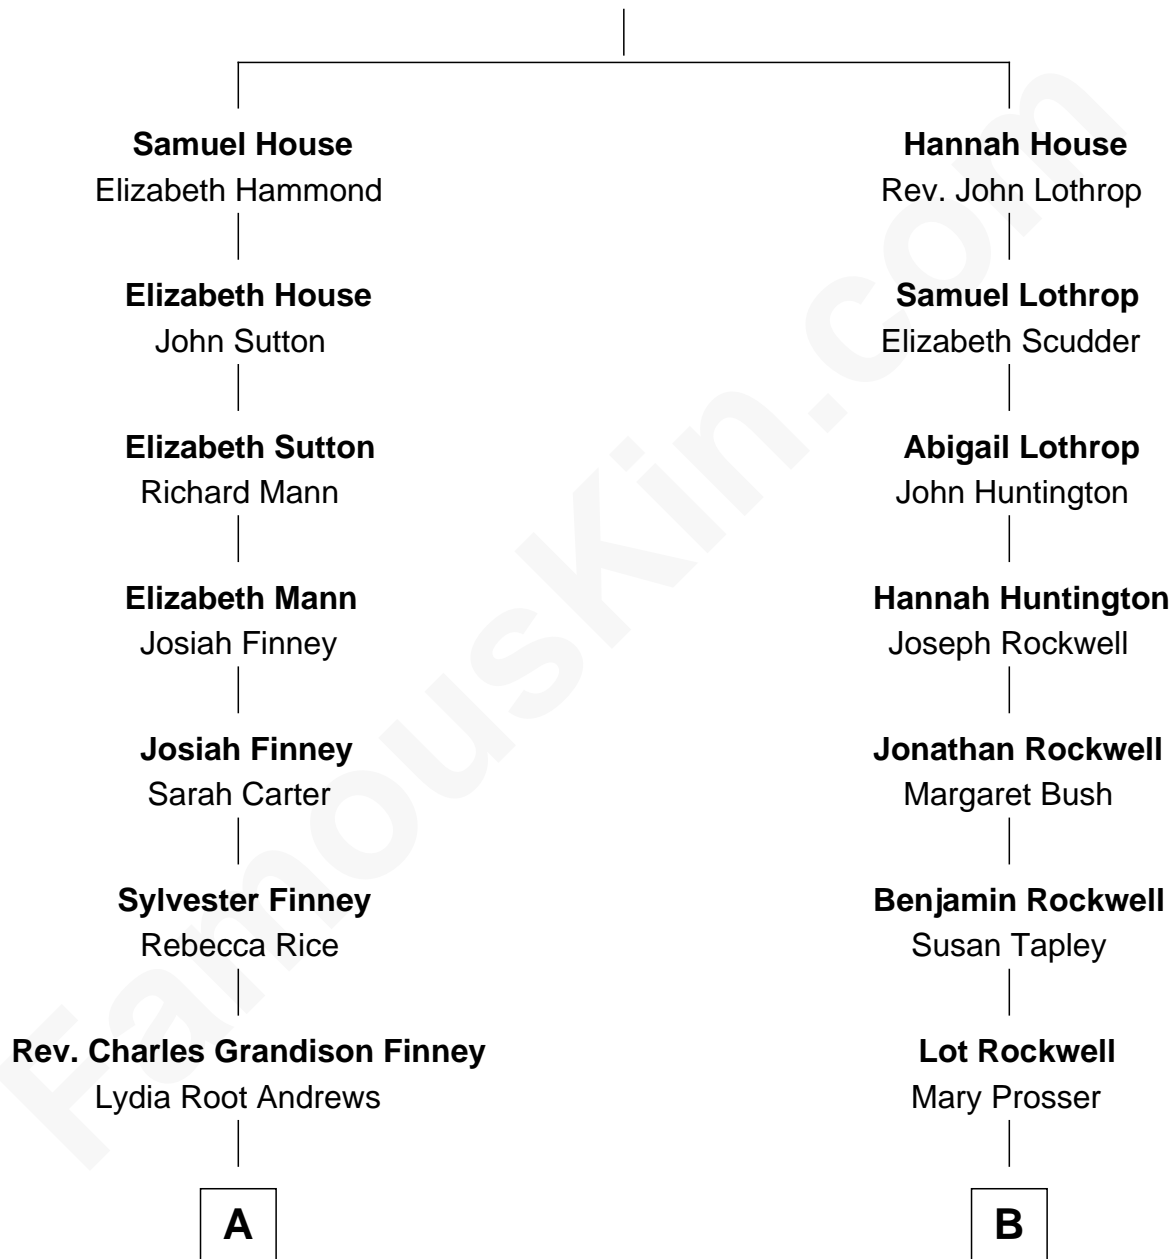 Samuel House
Elizabeth Hammond
Elizabeth House
John Sutton
Elizabeth Sutton
Richard Mann
Elizabeth Mann
Josiah Finney
Josiah Finney
Sarah Carter
Sylvester Finney
Rebecca Rice
Rev. Charles Grandison Finney
Lydia Root Andrews
A
Hannah House
Rev. John Lothrop
Samuel Lothrop
Elizabeth Scudder
Abigail Lothrop
John Huntington
Hannah Huntington
Joseph Rockwell
Jonathan Rockwell
Margaret Bush
Benjamin Rockwell
Susan Tapley
Lot Rockwell
Mary Prosser
B
FamousKin.com